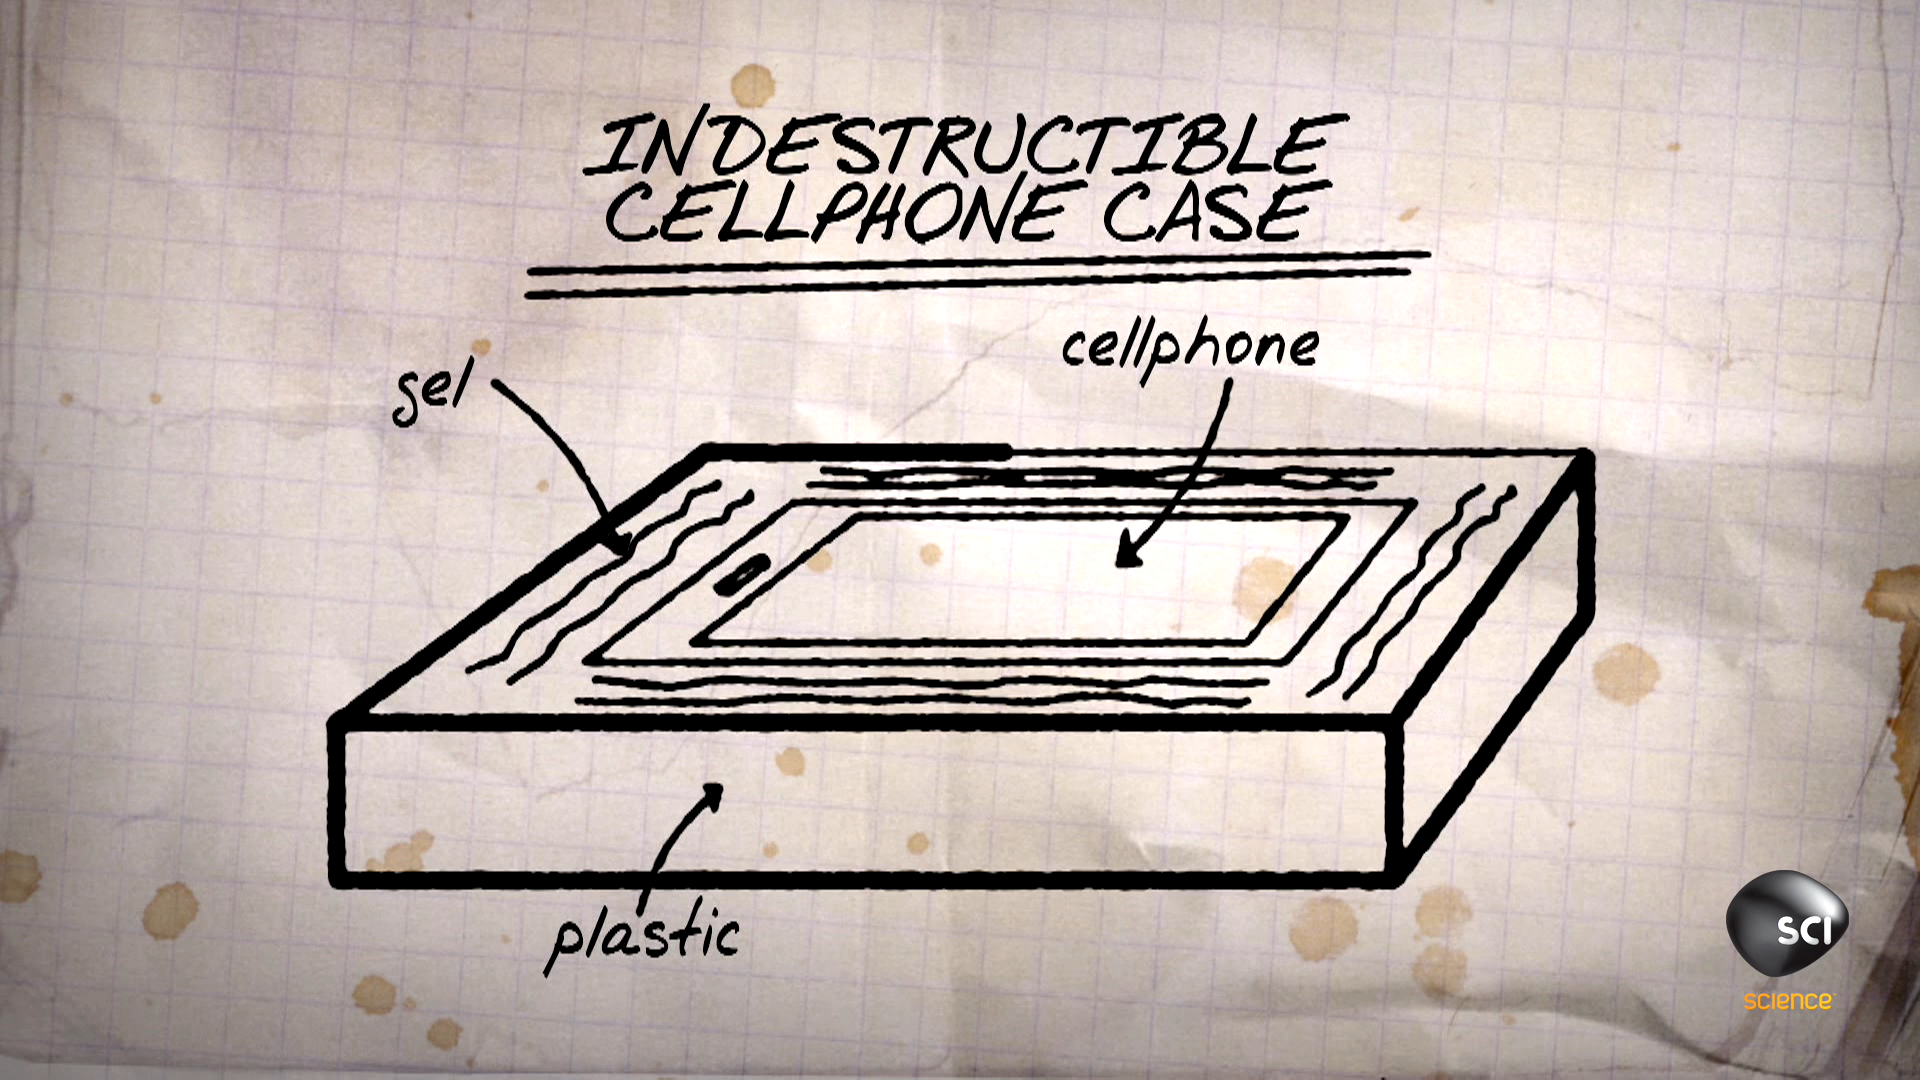 INDESTRUCTIBLE
CELLPHONE CASE
cellphone
gel
plastic
SCI
science